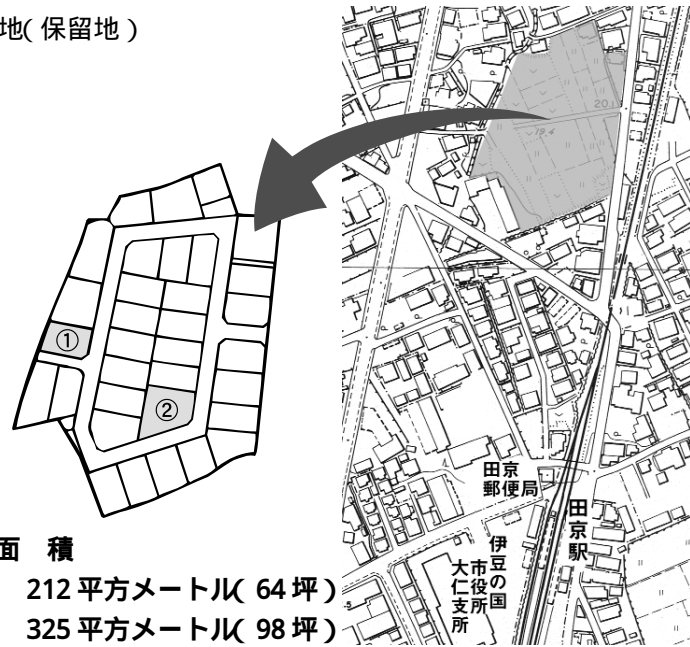 地(保留地)
20.1
19.4
①
②
田京
郵便局
田京駅
伊豆の国
市役所
大仁支所
面 積
212 平方メートル( 64 坪 )
325 平方メートル( 98 坪 )